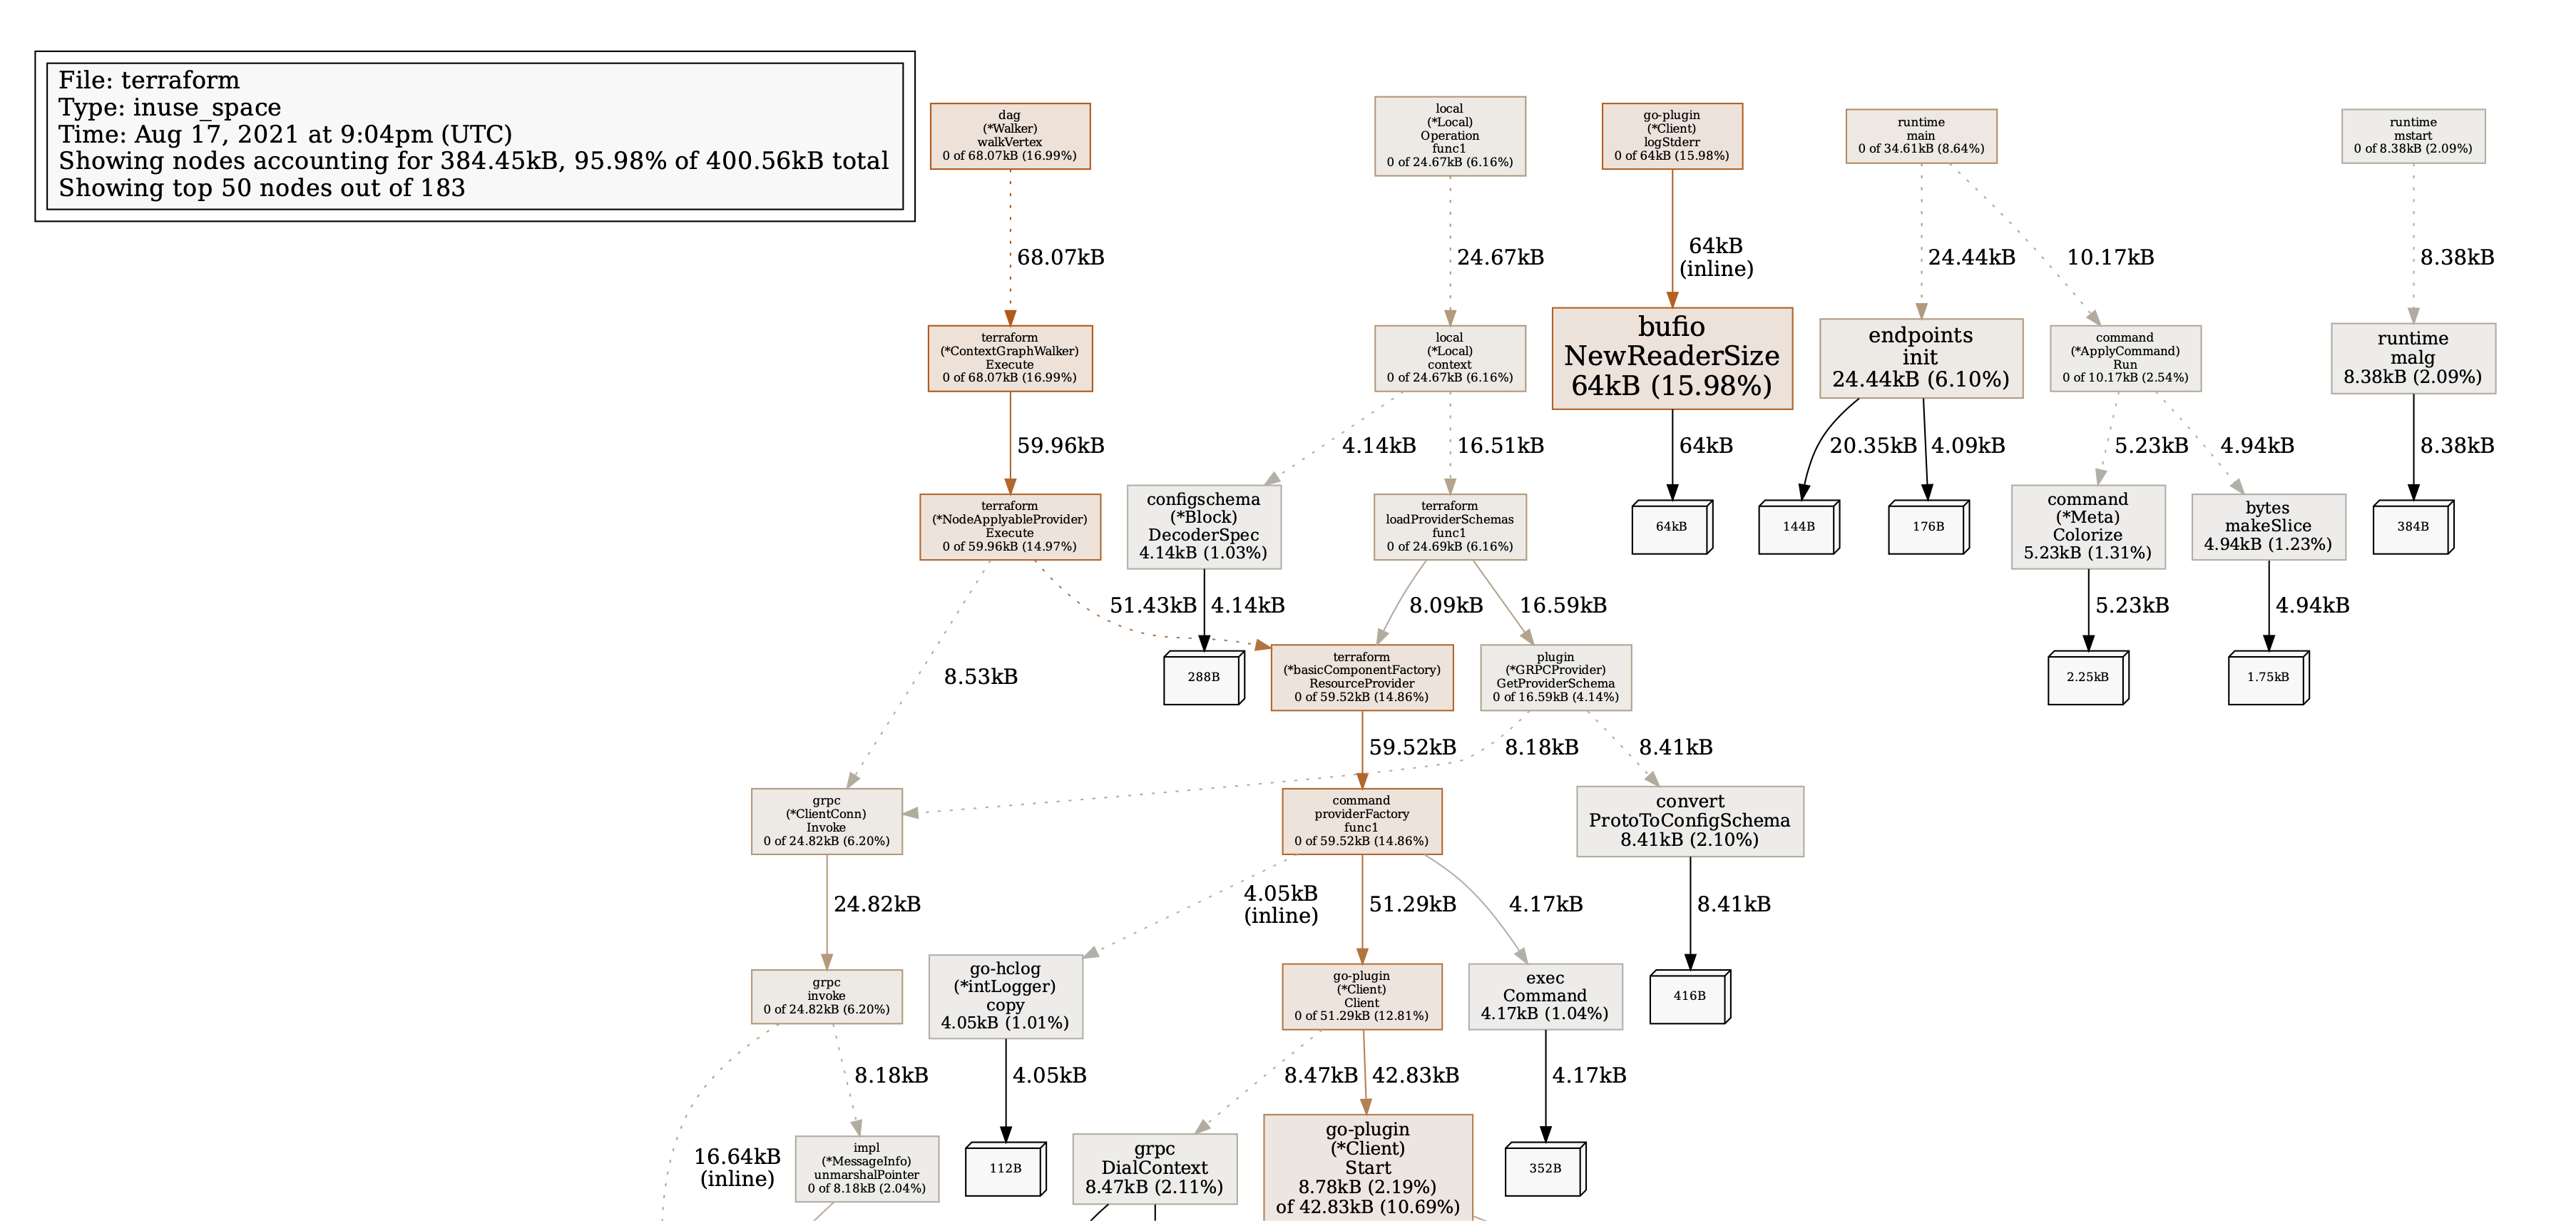 File: terraform
Type: inuse_space
Time: Aug 17, 2021 at 9:04pm (UTC)
Showing nodes accounting for 384.45kB, 95.98% of 400.56kB total
Showing top 50 nodes out of 183
dag
(*Walker)
walkVertex
0 of 68.07kB (16.99%)
local
(*Local)
Operation
func1
0 of 24.67kB (6.16%)
go-plugin
(*Client)
logStderr
0 of 64kB (15.98%)
runtime
main
0 of 34.61kB (8.64%)
runtime
mstart
0 of 8.38kB (2.09%)
68.07kB
24.67kB
64kB
(inline)
24.44kB
10.17kB
8.38kB
terraform
(*ContextGraphWalker)
Execute
0 of 68.07kB (16.99%)
local
(*Local)
context
0 of 24.67kB (6.16%)
bufio
NewReaderSize
64kB (15.98%)
endpoints
init
24.44kB (6.10%)
command
(*ApplyCommand)
Run
0 of 10.17kB (2.54%)
runtime
malg
8.38kB (2.09%)
59.96kB
4.14kB
16.51kB
64kB
20.35kB
4.09kB
5.23kB
4.94kB
8.38kB
terraform
(*NodeApplyableProvider)
Execute
0 of 59.96kB (14.97%)
configschema
(*Block)
DecoderSpec
4.14kB (1.03%)
terraform
loadProviderSchemas
func1
0 of 24.69kB (6.16%)
64kB
144B
176B
command
(*Meta)
Colorize
5.23kB (1.31%)
bytes
makeSlice
4.94kB (1.23%)
384B
51.43kB
4.14kB
8.09kB
16.59kB
5.23kB
4.94kB
8.53kB
288B
terraform
(*basicComponentFactory)
ResourceProvider
0 of 59.52kB (14.86%)
plugin
(*GRPCProvider)
GetProviderSchema
0 of 16.59kB (4.14%)
2.25kB
1.75kB
59.52kB
8.18kB
8.41kB
grpc
(*ClientConn)
Invoke
0 of 24.82kB (6.20%)
command
providerFactory
func1
0 of 59.52kB (14.86%)
convert
ProtoToConfigSchema
8.41kB (2.10%)
24.82kB
4.05kB
(inline)
51.29kB
4.17kB
8.41kB
grpc
invoke
0 of 24.82kB (6.20%)
go-hclog
(*intLogger)
copy
4.05kB (1.01%)
go-plugin
(*Client)
Client
0 of 51.29kB (12.81%)
exec
Command
4.17kB (1.04%)
416B
8.18kB
4.05kB
8.47kB
42.83kB
4.17kB
16.64kB
(inline)
impl
(*MessageInfo)
unmarshalPointer
0 of 8.18kB (2.04%)
112B
grpc
DialContext
8.47kB (2.11%)
go-plugin
(*Client)
Start
8.78kB (2.19%)
of 42.83kB (10.69%)
352B